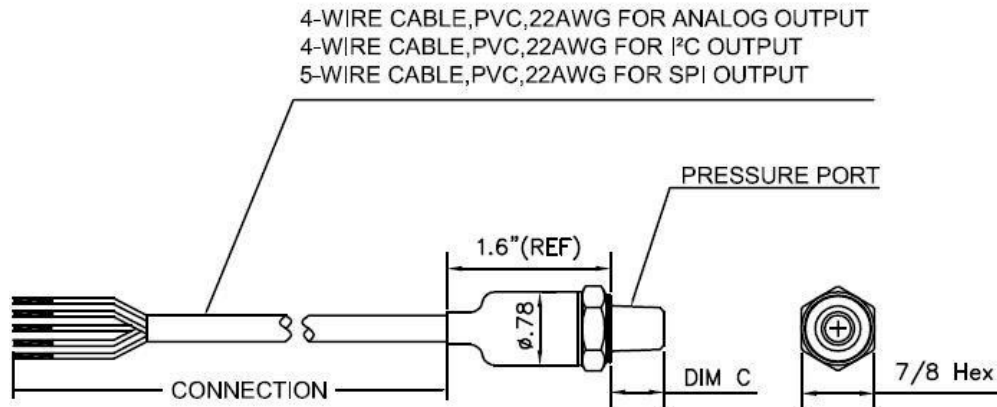 4-WIRE CABLE,PVC,22AWG FOR ANALOG OUTPUT
4-WIRE CABLE,PVC,22AWG FOR I²C OUTPUT
5-WIRE CABLE,PVC,22AWG FOR SPI OUTPUT
PRESSURE PORT
1.6"(REF)
ø.78
CONNECTION
DIM C
7/8 Hex